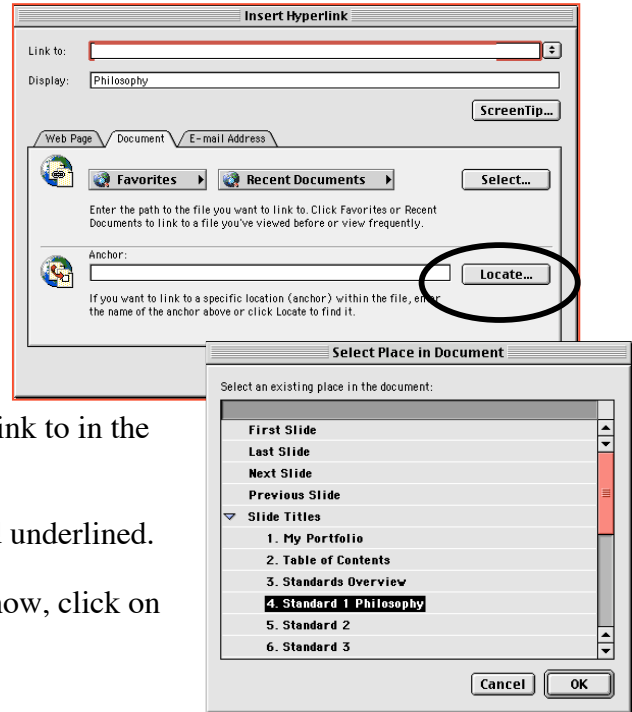 Insert Hyperlink
Link to:
Display: Philosophy
ScreenTip...
Web Page Document E-mail Address
Favorites Recent Documents Select...
Enter the path to the file you want to link to. Click Favorites or Recent
Documents to link to a file you've viewed before or view frequently.
Anchor:
Locate...
If you want to link to a specific location (anchor) within the file, enter
the name of the anchor above or click Locate to find it.
Select Place in Document
Select an existing place in the document:
First Slide
Last Slide
Next Slide
Previous Slide
Slide Titles
1. My Portfolio
2. Table of Contents
3. Standards Overview
4. Standard 1 Philosophy
5. Standard 2
6. Standard 3
Cancel OK
link to in the
underlined.
click on